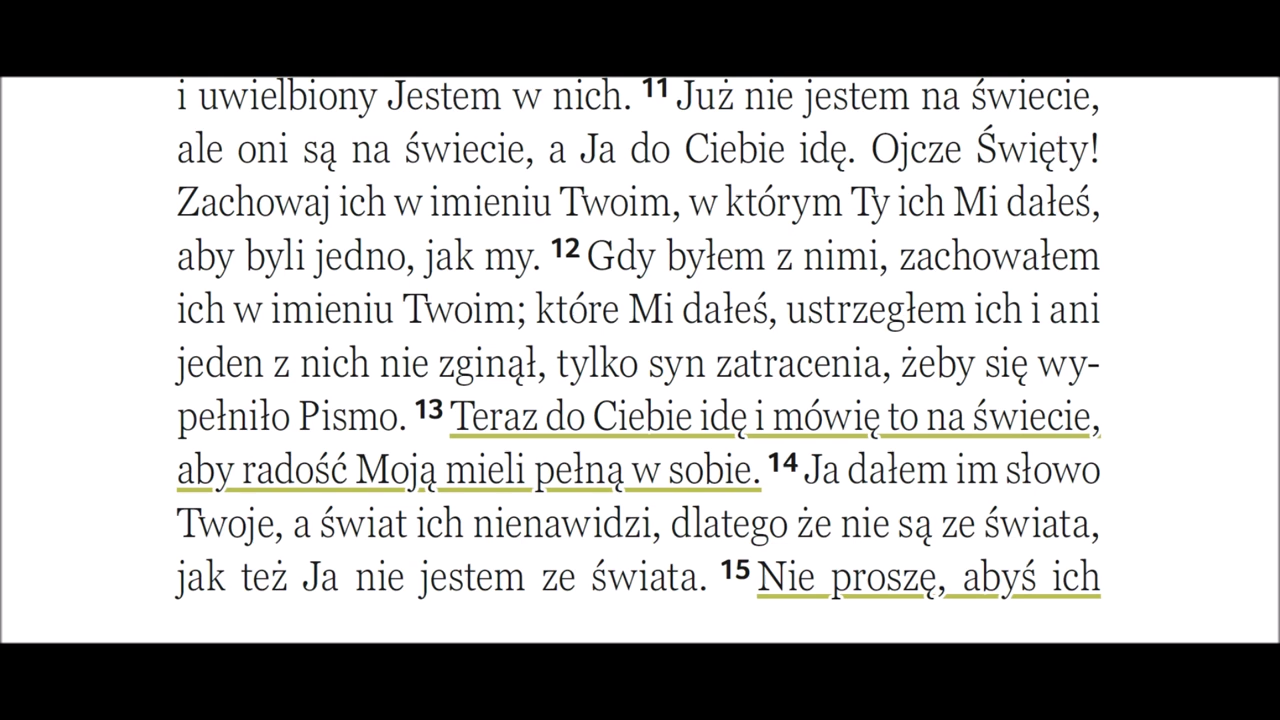 i uwielbiony Jestem w nich. 11 Już nie jestem na świecie,
ale oni są na świecie, a Ja do Ciebie idę. Ojcze Święty!
Zachowaj ich w imieniu Twoim, w którym Ty ich Mi dałeś,
aby byli jedno, jak my. 12 Gdy byłem z nimi, zachowałem
ich w imieniu Twoim; które Mi dałeś, ustrzegłem ich i ani
jeden z nich nie zginął, tylko syn zatracenia, żeby się wy-
pełniło Pismo. 13 Teraz do Ciebie idę i mówię to na świecie,
aby radość Moją mieli pełną w sobie. 14 Ja dałem im słowo
Twoje, a świat ich nienawidzi, dlatego że nie są ze świata,
jak też Ja nie jestem ze świata. 15 Nie proszę, abyś ich